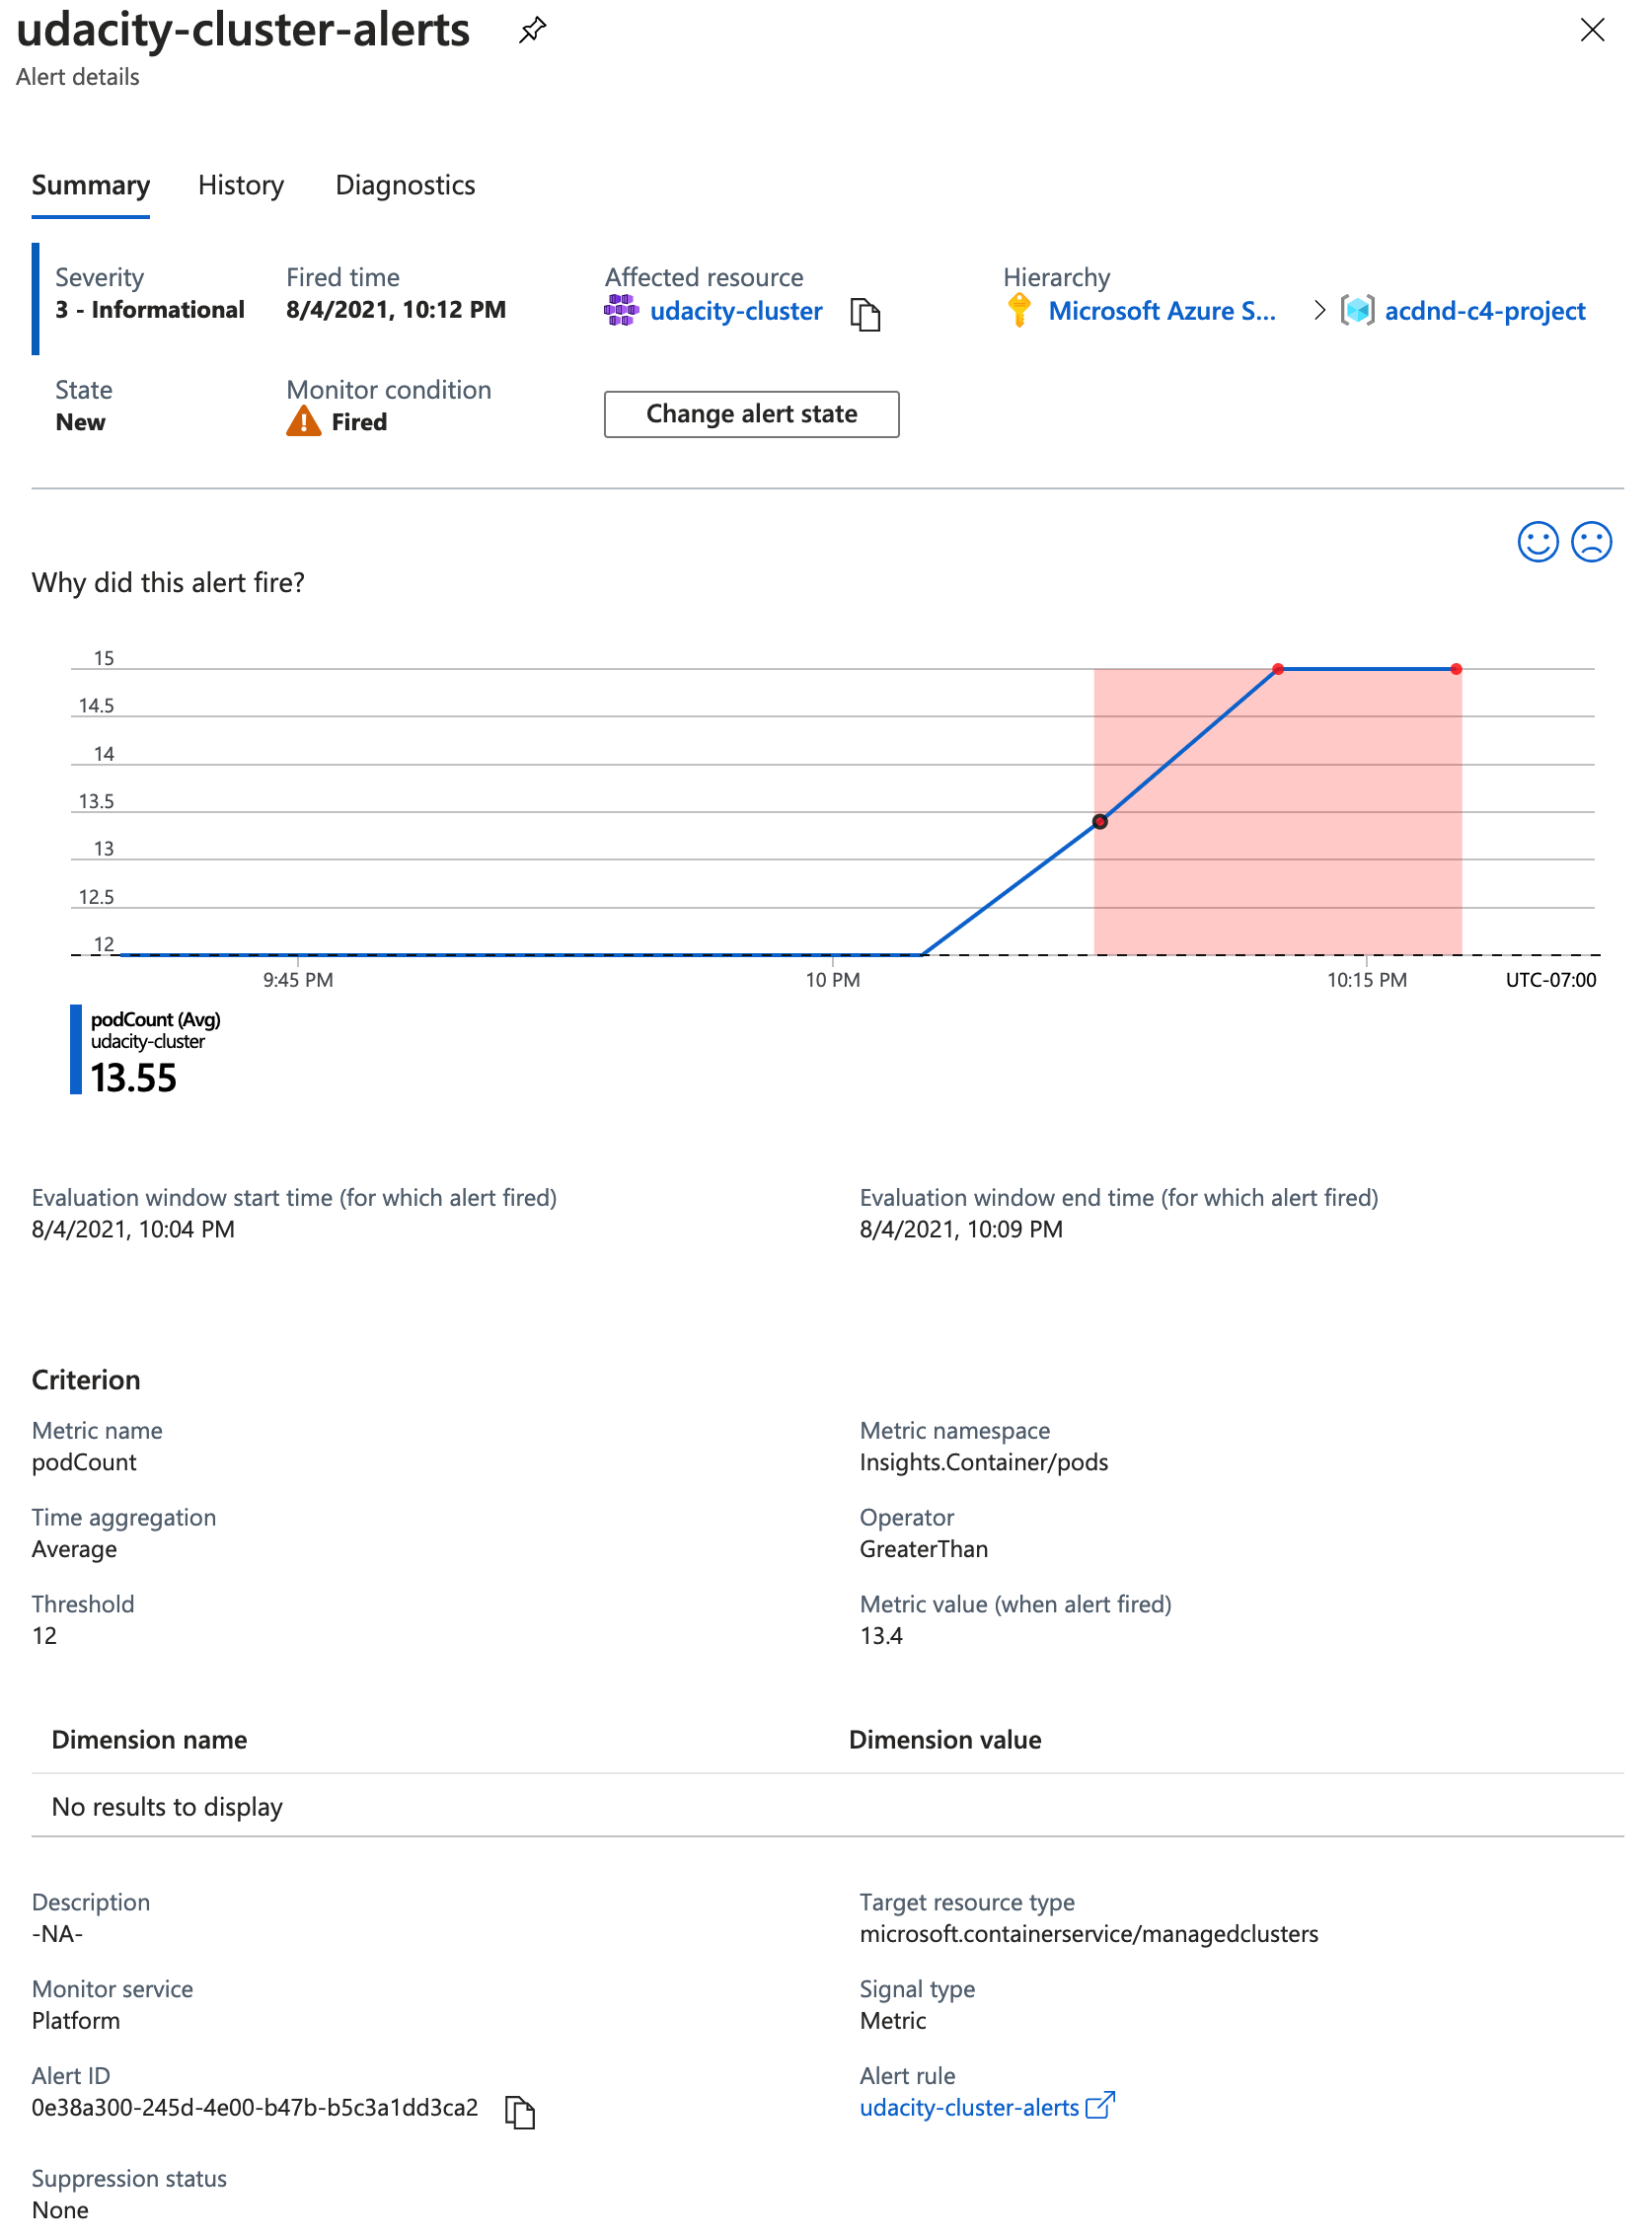 udacity-cluster-alerts
Alert details
Summary History Diagnostics
Severity Fired time Affected resource Hierarchy
3 - Informational 8/4/2021, 10:12 PM udacity-cluster Microsoft Azure S... > acdnd-c4-project
State Monitor condition
New Fired Change alert state
Why did this alert fire?
15
14.5
14
13.5
13
12.5
12
9:45 PM 10 PM 10:15 PM UTC-07:00
podCount (Avg)
udacity-cluster
13.55
Evaluation window start time (for which alert fired) Evaluation window end time (for which alert fired)
8/4/2021, 10:04 PM 8/4/2021, 10:09 PM
Criterion
Metric name Metric namespace
podCount Insights.Container/pods
Time aggregation Operator
Average GreaterThan
Threshold Metric value (when alert fired)
12 13.4
Dimension name Dimension value
No results to display
Description Target resource type
-NA- microsoft.containerservice/managedclusters
Monitor service Signal type
Platform Metric
Alert ID Alert rule
0e38a300-245d-4e00-b47b-b5c3a1dd3ca2 udacity-cluster-alerts
Suppression status
None